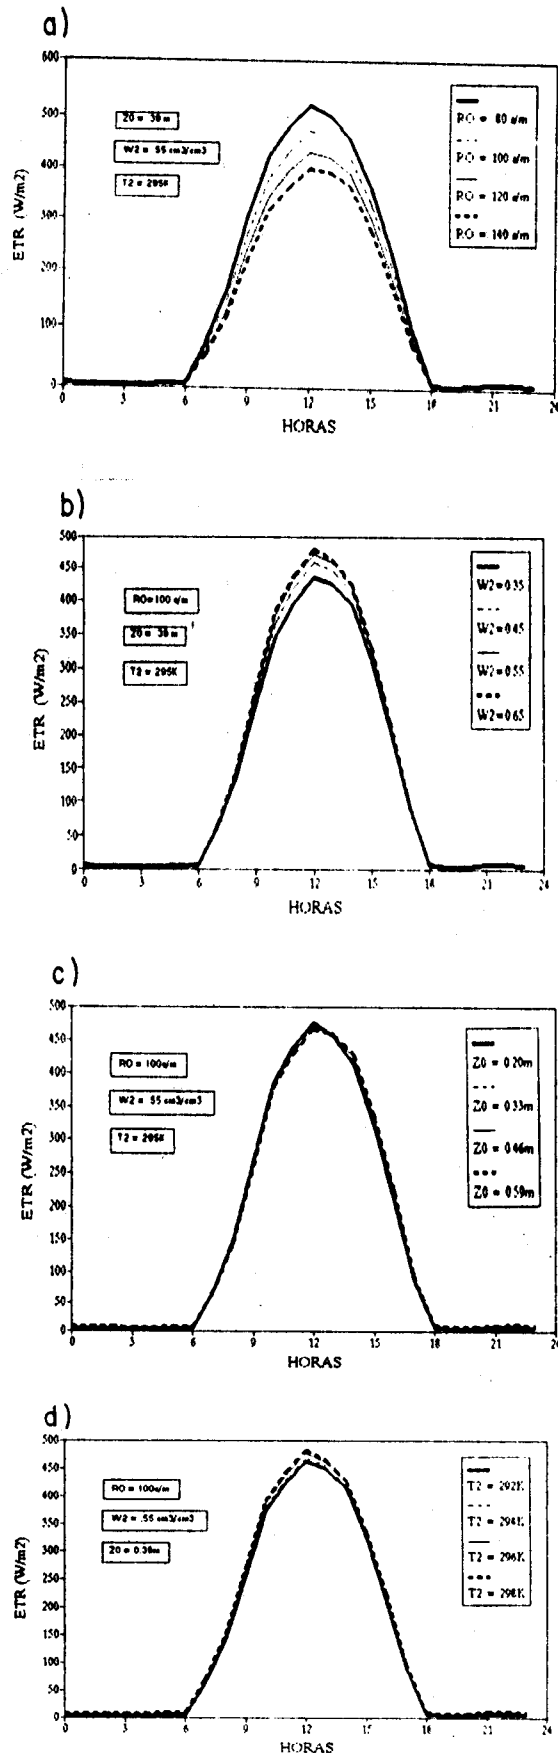 a)
600
500
400
300
200
100
0
ETR (W/m2)
Z0 = .38 m
W2 = .55 cm3/cm3
T2 = 295K
RO = 80 s/m
RO = 100 s/m
RO = 120 s/m
RO = 140 s/m
0 3 6 9 12 15 18 21 24
HORAS
b)
500
450
400
350
300
250
200
150
100
50
0
ETR (W/m2)
RO=100 s/m
Z0 = .38 m
T2 = 295K
W2=0.35
W2=0.45
W2=0.55
W2=0.65
0 3 6 9 12 15 18 21 24
HORAS
c)
500
450
400
350
300
250
200
150
100
50
0
ETR (W/m2)
RO = 100s/m
W2 = .55 cm3/cm3
T2 = 295K
Z0 = 0.20m
Z0 = 0.33m
Z0 = 0.46m
Z0 = 0.59m
0 3 6 9 12 15 18 21 24
HORAS
d)
500
450
400
350
300
250
200
150
100
50
0
ETR (W/m2)
RO = 100s/m
W2 = .55 cm3/cm3
Z0 = 0.38m
T2 = 292K
T2 = 294K
T2 = 296K
T2 = 298K
0 3 6 9 12 15 18 21 24
HORAS